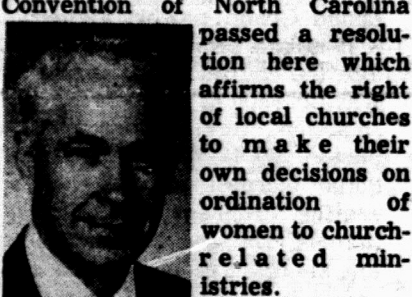 Convention of North Carolina
passed a resolu-
tion here which
affirms the right
of local churches
to make their
own decisions on
ordination of
women to church-
related min-
istries.